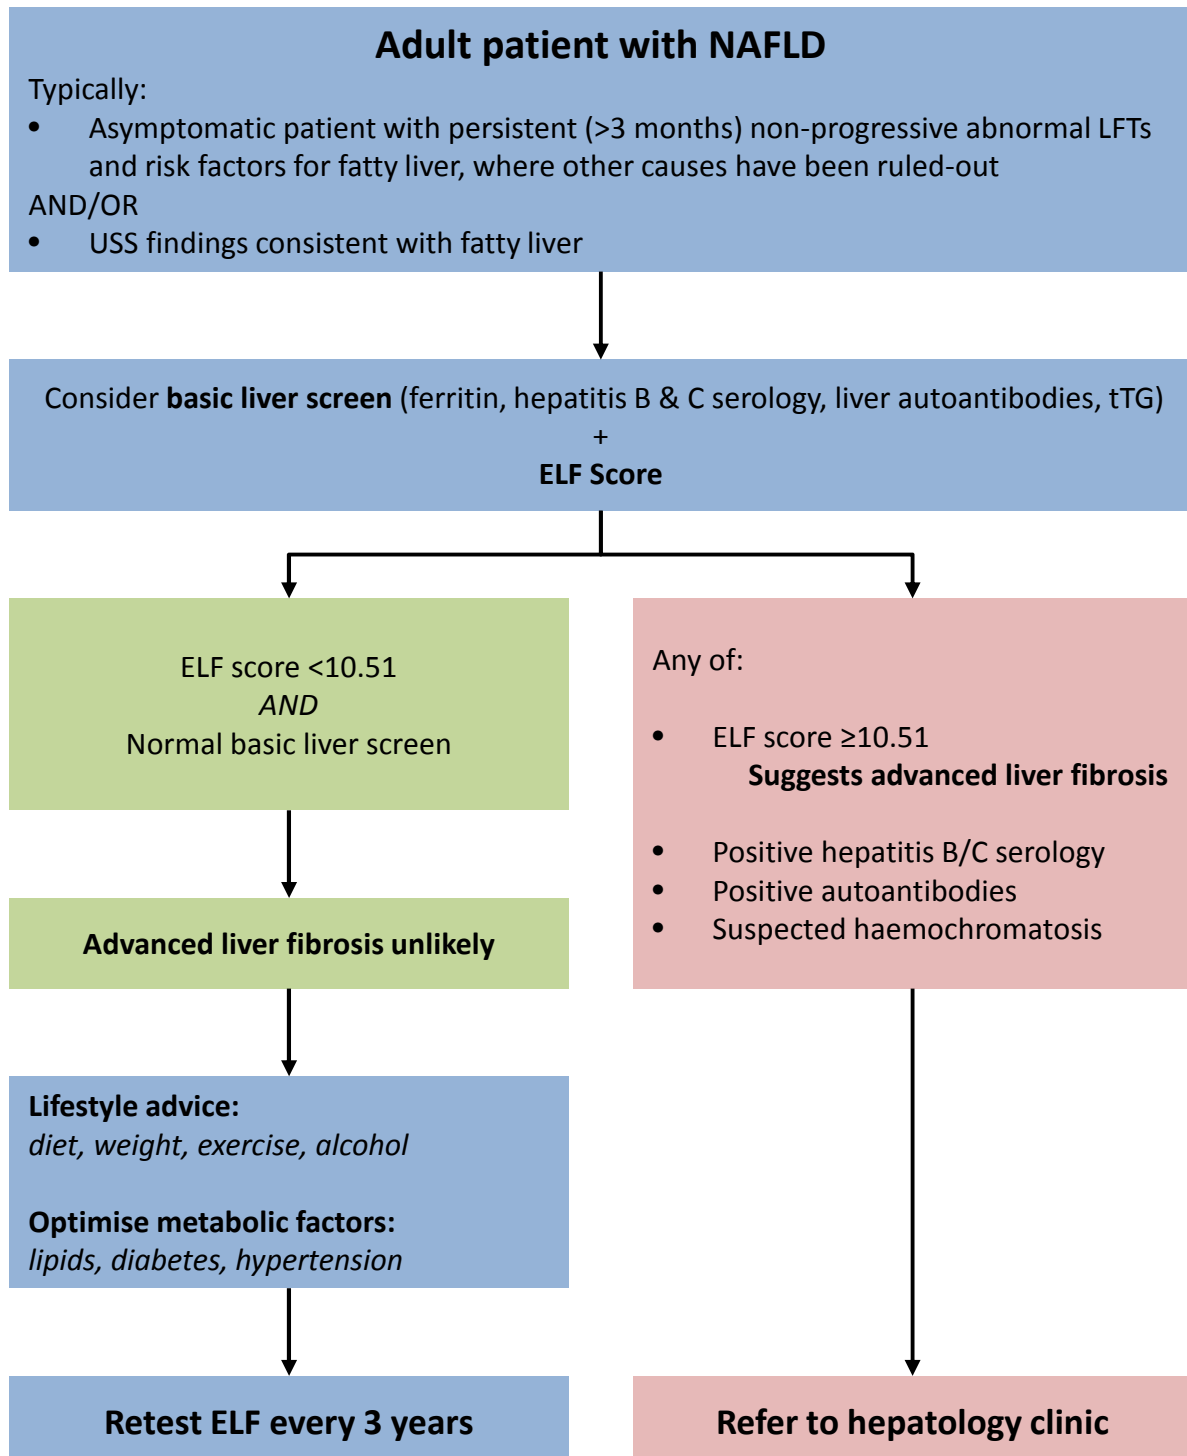 Adult patient with NAFLD
Typically:
• Asymptomatic patient with persistent (>3 months) non-progressive abnormal LFTs
and risk factors for fatty liver, where other causes have been ruled-out
AND/OR
• USS findings consistent with fatty liver
Consider basic liver screen (ferritin, hepatitis B & C serology, liver autoantibodies, tTG)
+
ELF Score
ELF score <10.51
AND
Normal basic liver screen
Advanced liver fibrosis unlikely
Lifestyle advice:
diet, weight, exercise, alcohol
Optimise metabolic factors:
lipids, diabetes, hypertension
Retest ELF every 3 years
Any of:
• ELF score ≥10.51
Suggests advanced liver fibrosis
• Positive hepatitis B/C serology
• Positive autoantibodies
• Suspected haemochromatosis
Refer to hepatology clinic